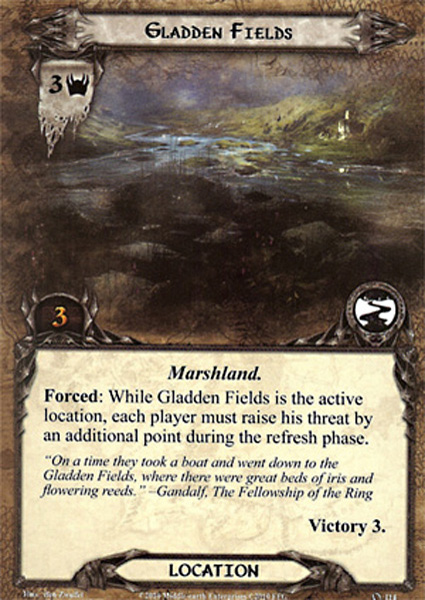 Gladden Fields
3
3
Marshland.
Forced: While Gladden Fields is the active
location, each player must raise his threat by
an additional point during the refresh phase.
“On a time they took a boat and went down to the
Gladden Fields, where there were great beds of iris and
flowering reeds.” –Gandalf, The Fellowship of the Ring
Victory 3.
LOCATION
Middle-earth Enterprises